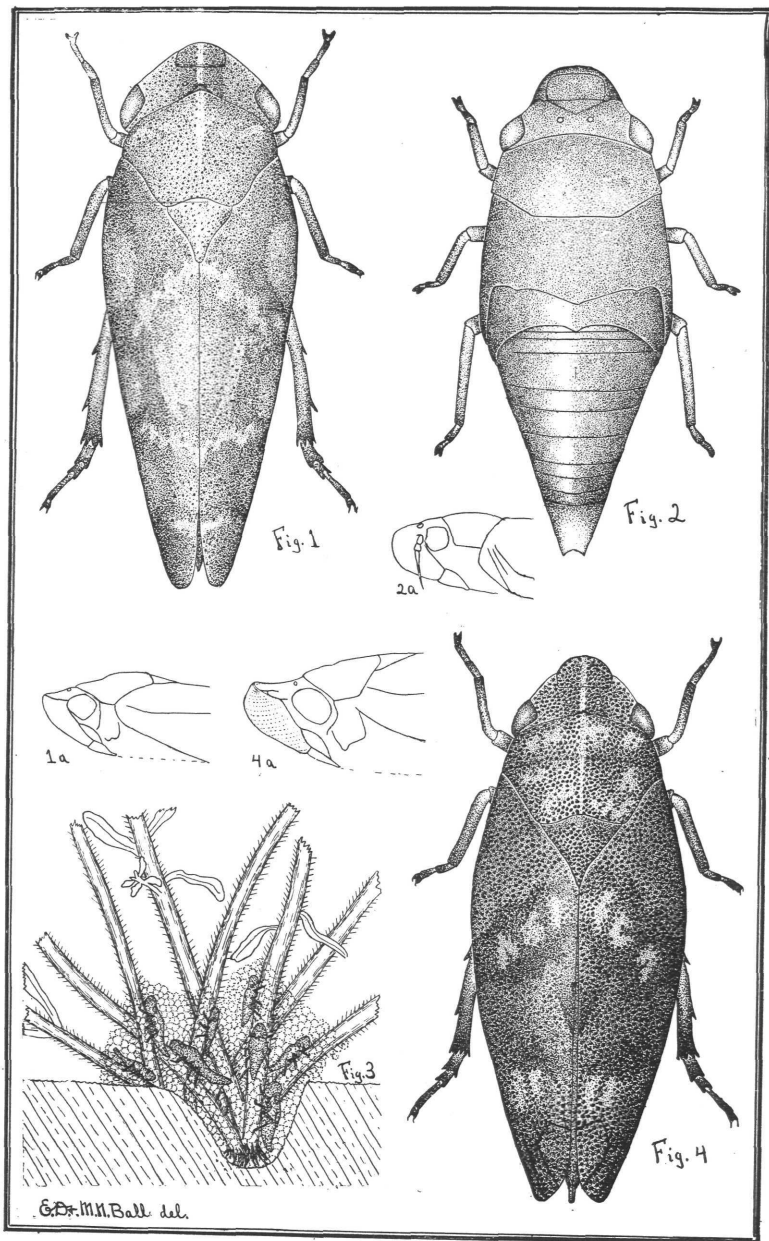 Fig. 1
Fig. 2
2a
1a
4a
Fig. 3
Fig. 4
E.D. & M.N. Ball del.